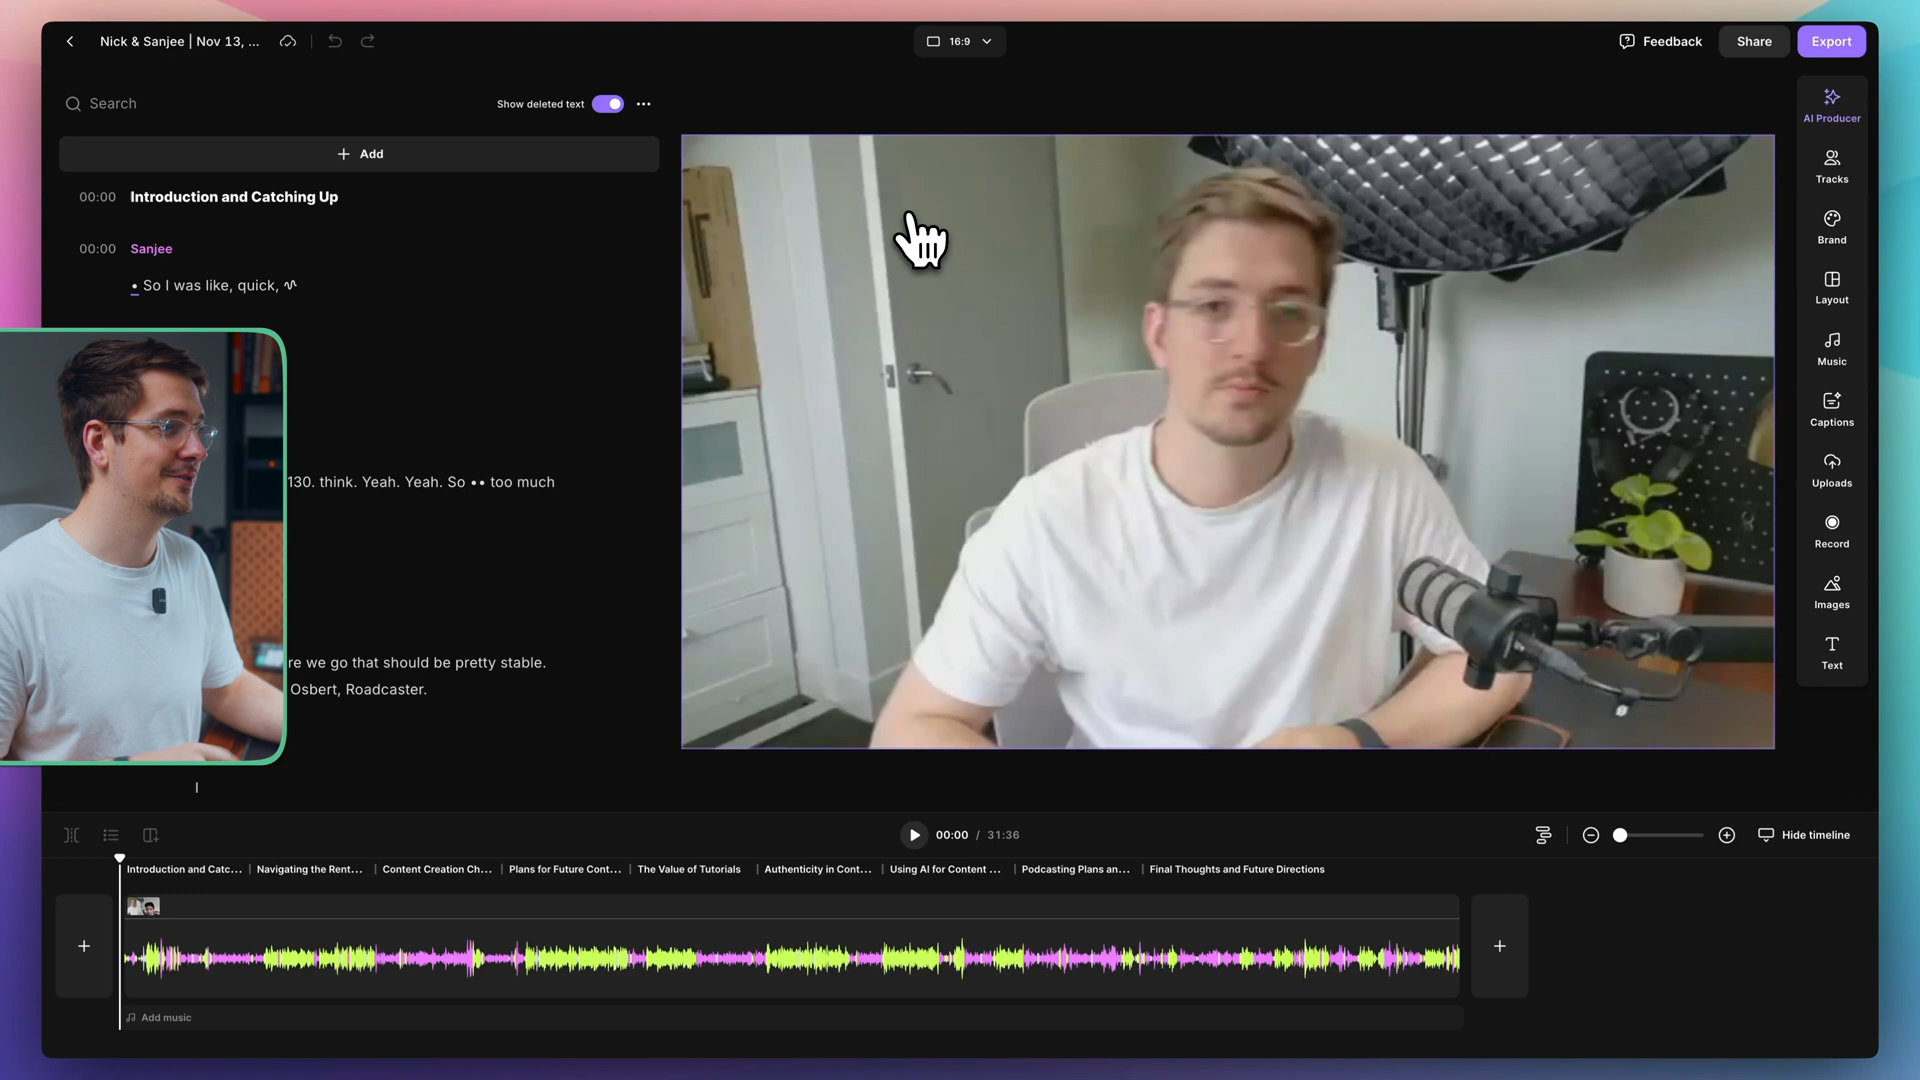 Nick & Sanjee | Nov 13, ...
16:9
Feedback
Share
Export
Search
Show deleted text
Add
00:00 Introduction and Catching Up
00:00 Sanjee
• So I was like, quick,
130. think. Yeah. Yeah. So •• too much
re we go that should be pretty stable.
Osbert, Roadcaster.
AI Producer
Tracks
Brand
Layout
Music
Captions
Uploads
Record
Images
Text
00:00 / 31:36
Hide timeline
Introduction and Catc... | Navigating the Rent... | Content Creation Ch... | Plans for Future Cont... | The Value of Tutorials | Authenticity in Cont... | Using AI for Content ... | Podcasting Plans an... | Final Thoughts and Future Directions
Add music